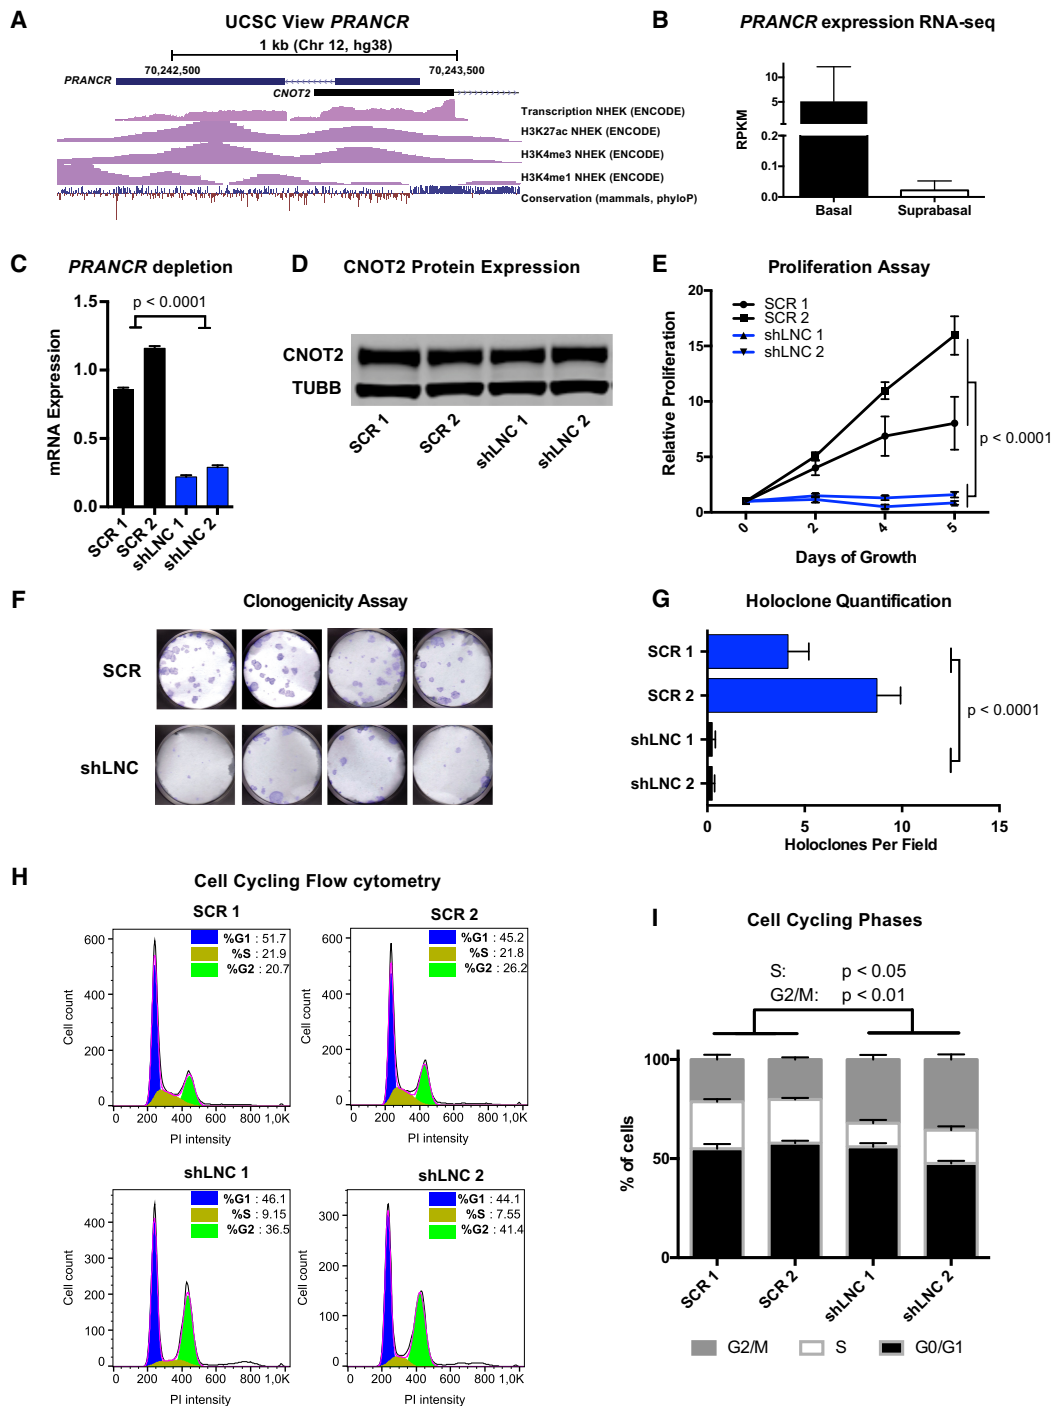 A
UCSC View PRANCR
1 kb (Chr 12, hg38)
70,242,500
70,243,500
PRANCR
CNOT2
Transcription NHEK (ENCODE)
H3K27ac NHEK (ENCODE)
H3K4me3 NHEK (ENCODE)
H3K4me1 NHEK (ENCODE)
Conservation (mammals, phyloP)
B
PRANCR expression RNA-seq
RPKM
10
5
0.2
0.1
0.0
Basal
Suprabasal
C
PRANCR depletion
p < 0.0001
mRNA Expression
1.5
1.0
0.5
0.0
SCR 1
SCR 2
shLNC 1
shLNC 2
D
CNOT2 Protein Expression
CNOT2
TUBB
SCR 1
SCR 2
shLNC 1
shLNC 2
E
Proliferation Assay
SCR 1
SCR 2
shLNC 1
shLNC 2
Relative Proliferation
20
15
10
5
0
p < 0.0001
0
2
4
5
Days of Growth
F
Clonogenicity Assay
SCR
shLNC
G
Holoclone Quantification
SCR 1
SCR 2
shLNC 1
shLNC 2
p < 0.0001
0
5
10
15
Holoclones Per Field
H
Cell Cycling Flow cytometry
SCR 1
%G1 : 51.7
%S : 21.9
%G2 : 20.7
Cell count
600
400
200
0
0 200 400 600 800 1,0K
PI intensity
SCR 2
%G1 : 45.2
%S : 21.8
%G2 : 26.2
Cell count
600
400
200
0
0 200 400 600 800 1,0K
PI intensity
shLNC 1
%G1 : 46.1
%S : 9.15
%G2 : 36.5
Cell count
400
300
200
100
0
0 200 400 600 800 1,0K
PI intensity
shLNC 2
%G1 : 44.1
%S : 7.55
%G2 : 41.4
Cell count
300
200
100
0
0 200 400 600 800 1,0K
PI intensity
I
Cell Cycling Phases
S: p < 0.05
G2/M: p < 0.01
% of cells
100
50
0
SCR 1
SCR 2
shLNC 1
shLNC 2
G2/M
S
G0/G1